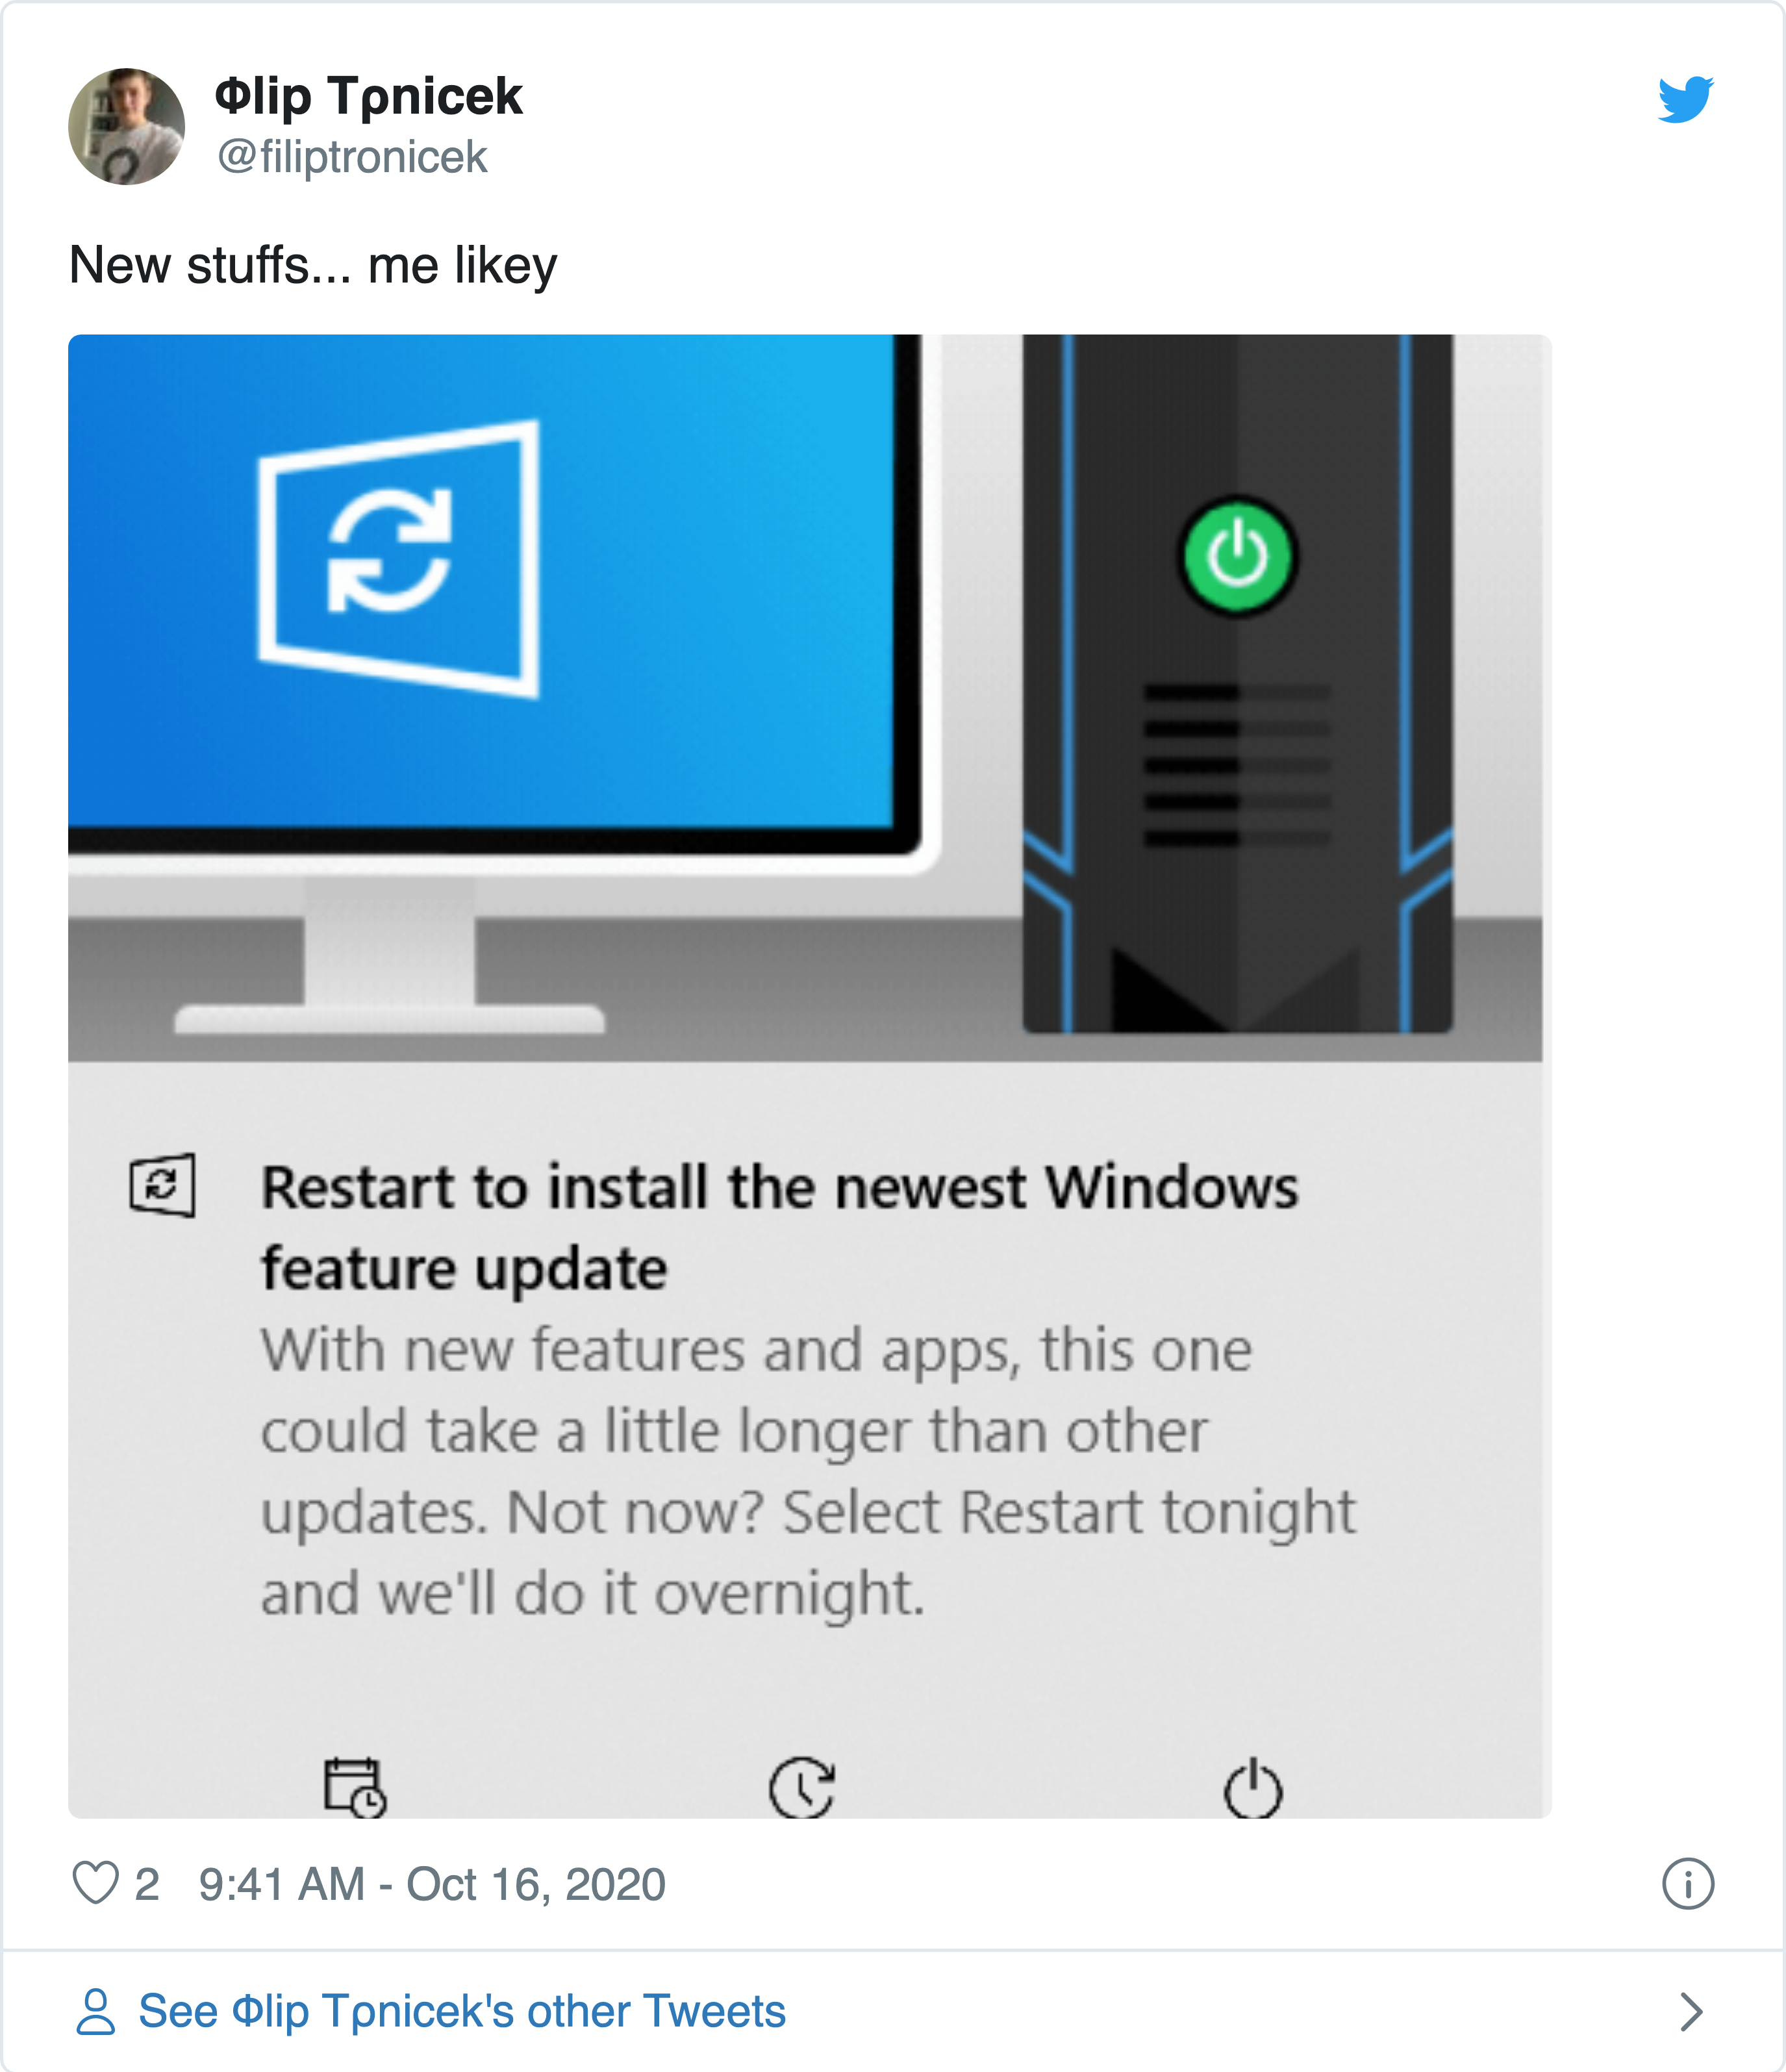 Φlip Tρnicek
@filiptronicek
New stuffs... me likey
Restart to install the newest Windows
feature update
With new features and apps, this one
could take a little longer than other
updates. Not now? Select Restart tonight
and we'll do it overnight.
2 9:41 AM - Oct 16, 2020
See Φlip Tρnicek's other Tweets